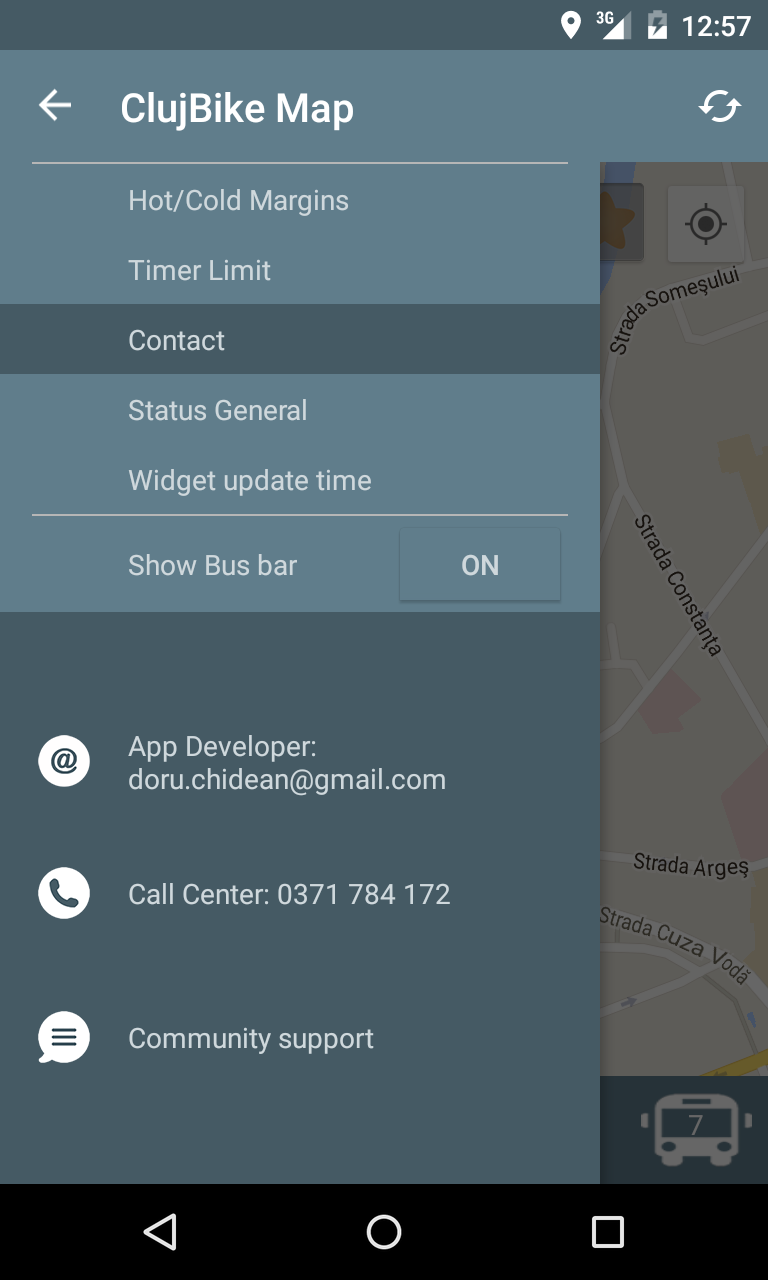 3G 12:57
ClujBike Map
Hot/Cold Margins
Timer Limit
Contact
Status General
Widget update time
Show Bus bar ON
App Developer:
doru.chidean@gmail.com
Call Center: 0371 784 172
Community support
Strada Someşului
Strada Constanţa
Strada Argeş
Strada Cuza Vodă
7